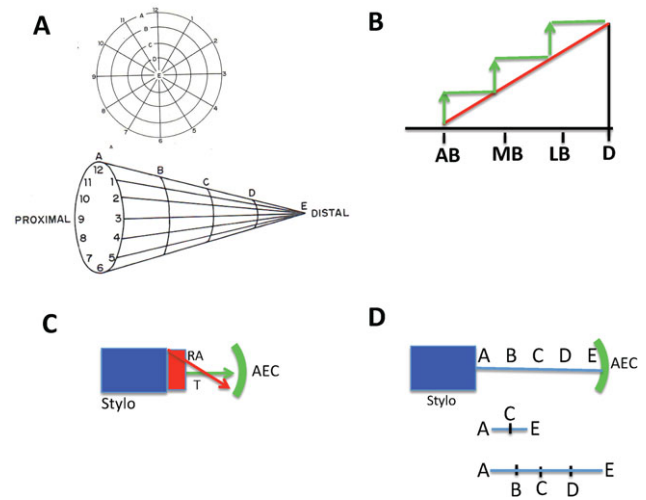 A
12
11 A 1
10 B 2
C
D
9 E 3
8 4
7 5
6
A
12
11 1
10 2
PROXIMAL 9 3
8 4
7 5
6
B
C
D
E
DISTAL
B
AB MB LB D
C
RA
T
AEC
Stylo
D
A B C D E
AEC
Stylo
C
A E
A E
B C D